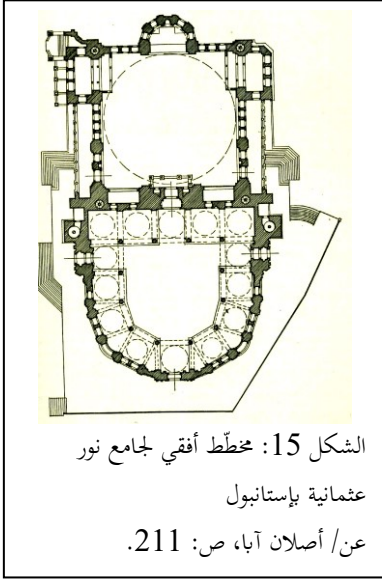 الشكل 15: مخطّط أفقي لجامع نور
عثمانية بإستانبول
عن/ أصلان آبا، ص: 211.